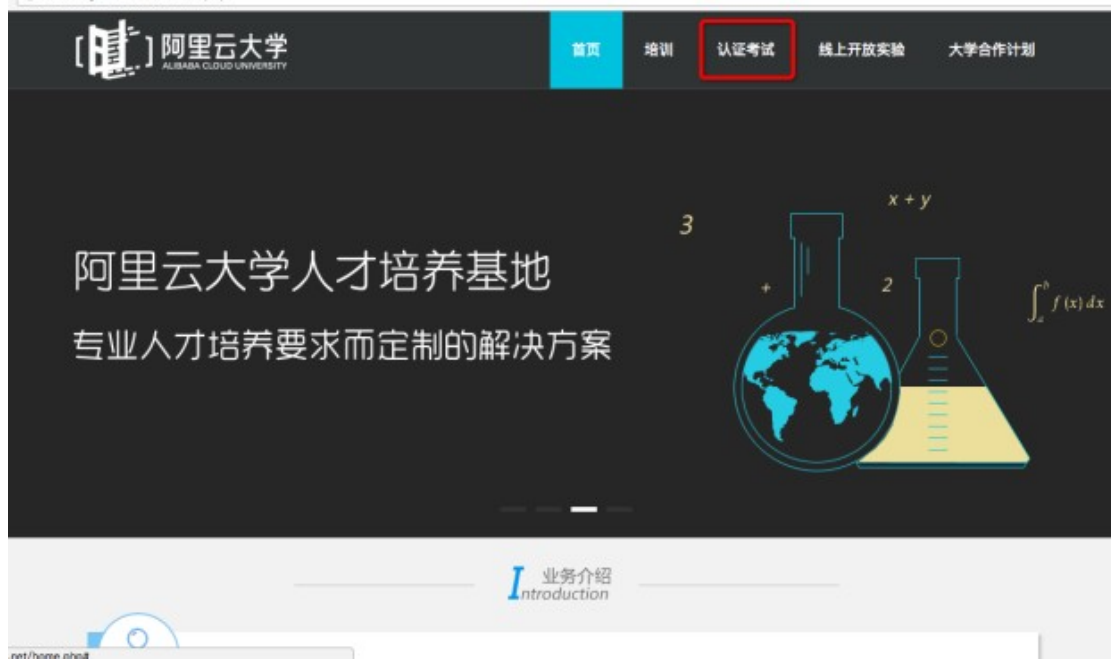 阿里云大学
ALIBABA CLOUD UNIVERSITY
首页 培训 认证考试 线上开放实验 大学合作计划
x + y
3
阿里云大学人才培养基地
+
2
∫ᵇₐ f (x) dx
专业人才培养要求而定制的解决方案
业务介绍
Introduction
.net/home.php#